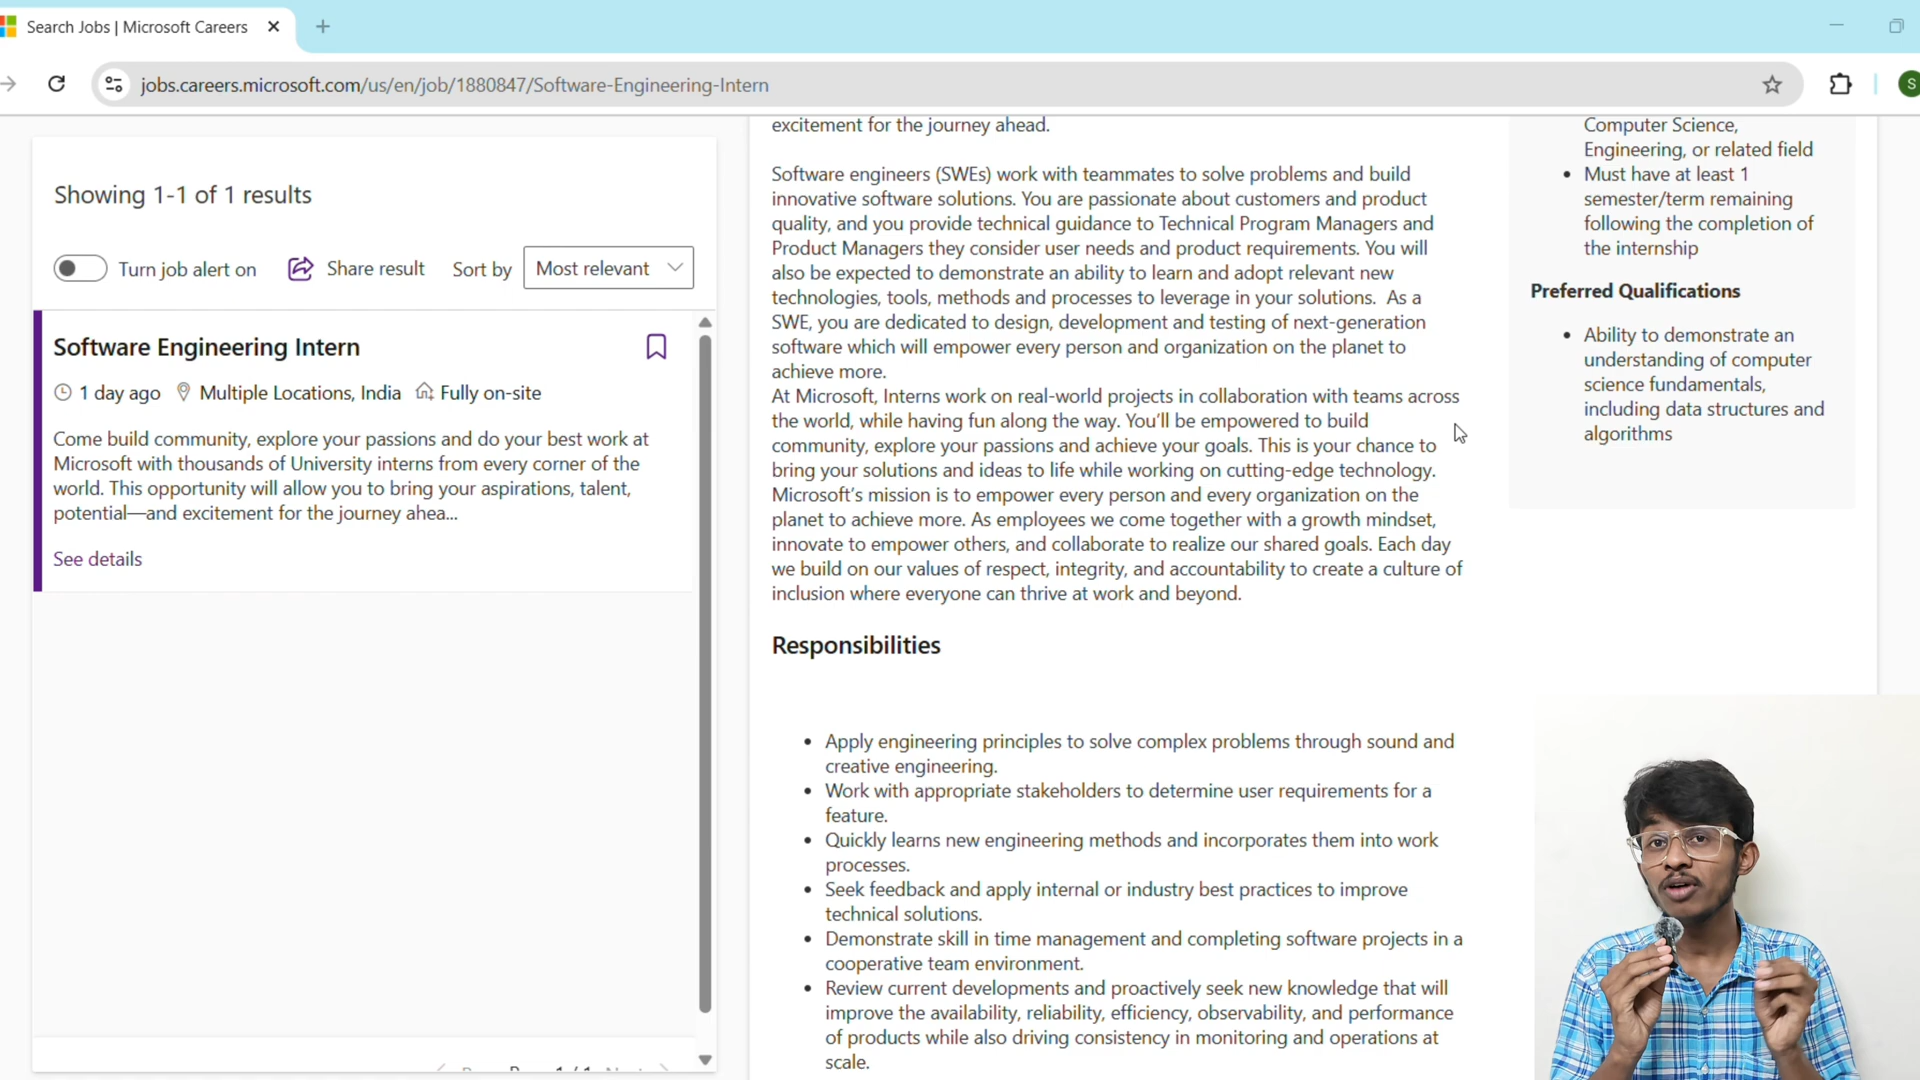 Search Jobs | Microsoft Careers
jobs.careers.microsoft.com/us/en/job/1880847/Software-Engineering-Intern
S
Showing 1-1 of 1 results
Turn job alert on
Share result
Sort by
Most relevant
Software Engineering Intern
1 day ago
Multiple Locations, India
Fully on-site
Come build community, explore your passions and do your best work at
Microsoft with thousands of University interns from every corner of the
world. This opportunity will allow you to bring your aspirations, talent,
potential—and excitement for the journey ahea...
See details
excitement for the journey ahead.
Software engineers (SWEs) work with teammates to solve problems and build
innovative software solutions. You are passionate about customers and product
quality, and you provide technical guidance to Technical Program Managers and
Product Managers they consider user needs and product requirements. You will
also be expected to demonstrate an ability to learn and adopt relevant new
technologies, tools, methods and processes to leverage in your solutions. As a
SWE, you are dedicated to design, development and testing of next-generation
software which will empower every person and organization on the planet to
achieve more.
At Microsoft, Interns work on real-world projects in collaboration with teams across
the world, while having fun along the way. You'll be empowered to build
community, explore your passions and achieve your goals. This is your chance to
bring your solutions and ideas to life while working on cutting-edge technology.
Microsoft's mission is to empower every person and every organization on the
planet to achieve more. As employees we come together with a growth mindset,
innovate to empower others, and collaborate to realize our shared goals. Each day
we build on our values of respect, integrity, and accountability to create a culture of
inclusion where everyone can thrive at work and beyond.
Responsibilities
• Apply engineering principles to solve complex problems through sound and
creative engineering.
• Work with appropriate stakeholders to determine user requirements for a
feature.
• Quickly learns new engineering methods and incorporates them into work
processes.
• Seek feedback and apply internal or industry best practices to improve
technical solutions.
• Demonstrate skill in time management and completing software projects in a
cooperative team environment.
• Review current developments and proactively seek new knowledge that will
improve the availability, reliability, efficiency, observability, and performance
of products while also driving consistency in monitoring and operations at
scale.
Computer Science,
Engineering, or related field
• Must have at least 1
semester/term remaining
following the completion of
the internship
Preferred Qualifications
• Ability to demonstrate an
understanding of computer
science fundamentals,
including data structures and
algorithms